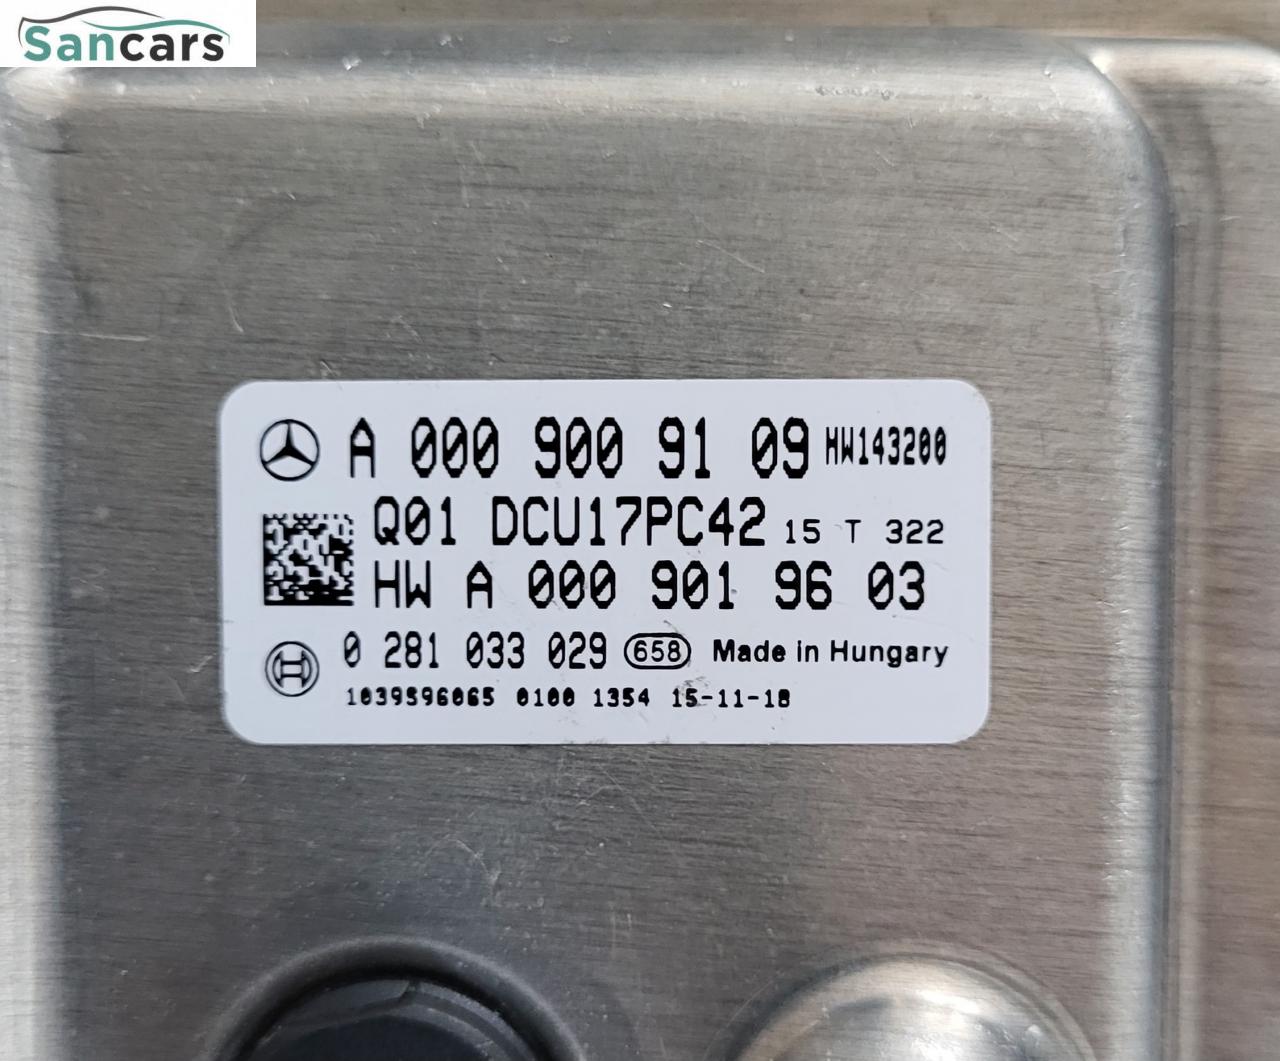 Sancars
A 000 900 91 09 HW143200
Q01 DCU17PC42 15 T 322
HW A 000 901 96 03
0 281 033 029 658 Made in Hungary
1039S96065 0100 1354 15-11-18